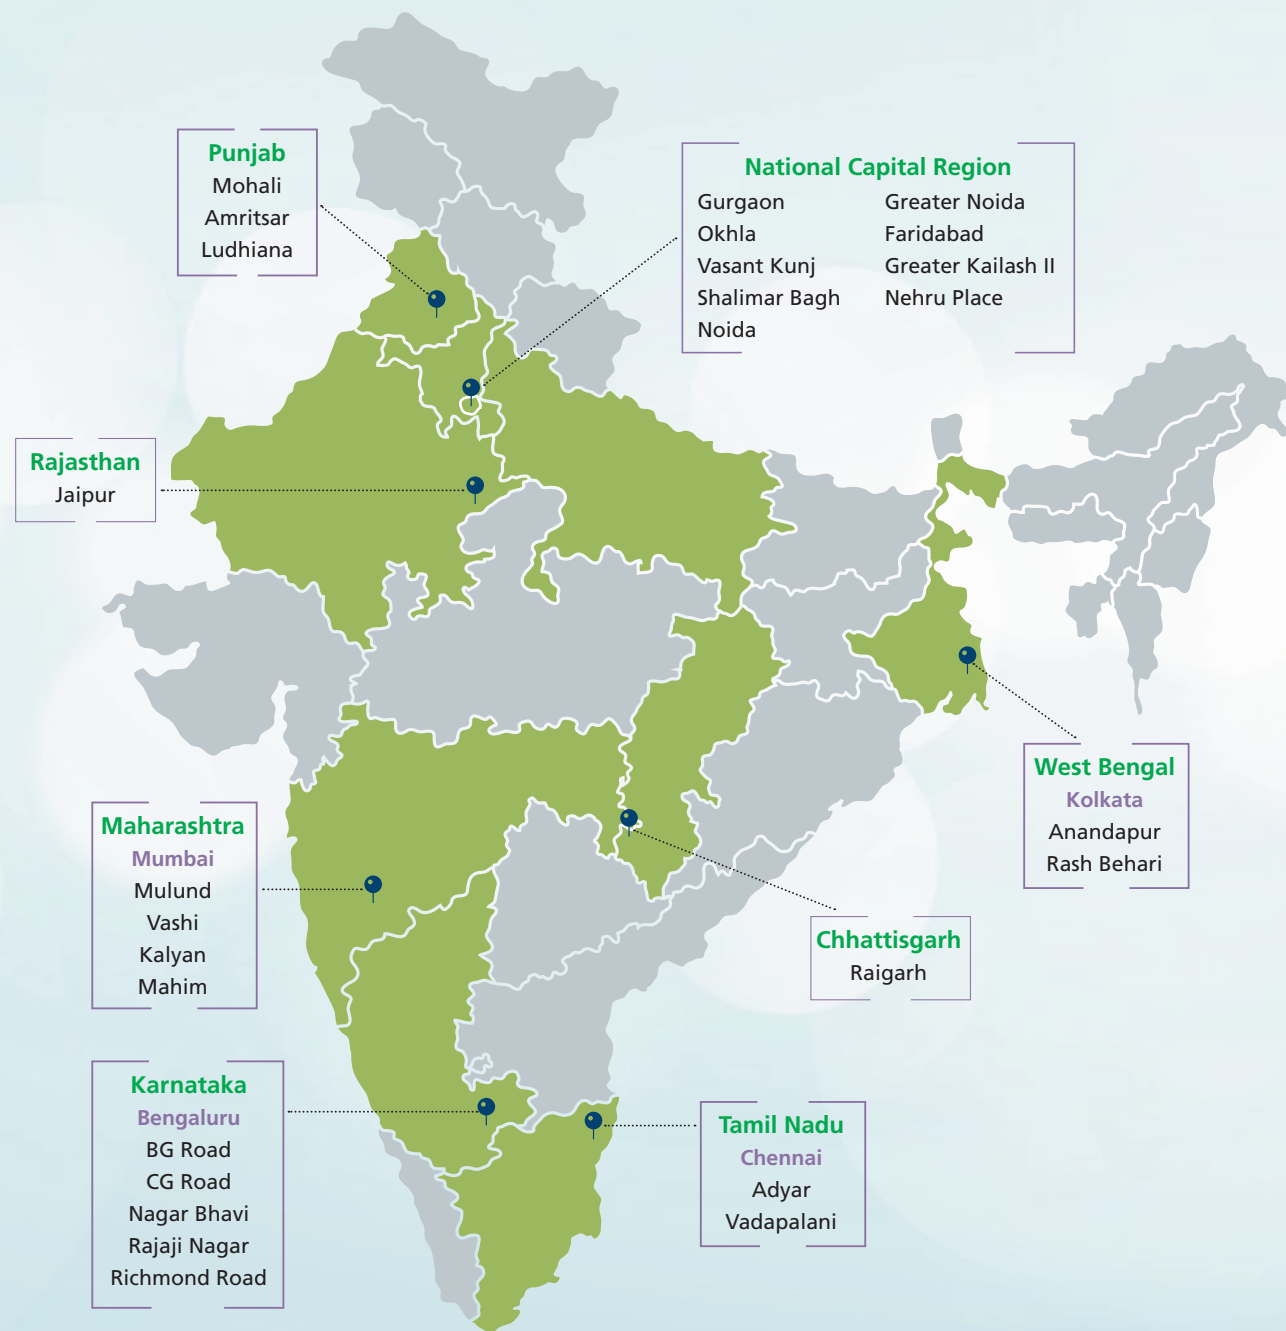 Punjab
Mohali
Amritsar
Ludhiana
National Capital Region
Gurgaon
Okhla
Vasant Kunj
Shalimar Bagh
Noida
Greater Noida
Faridabad
Greater Kailash II
Nehru Place
Rajasthan
Jaipur
West Bengal
Kolkata
Anandapur
Rash Behari
Maharashtra
Mumbai
Mulund
Vashi
Kalyan
Mahim
Chhattisgarh
Raigarh
Karnataka
Bengaluru
BG Road
CG Road
Nagar Bhavi
Rajaji Nagar
Richmond Road
Tamil Nadu
Chennai
Adyar
Vadapalani